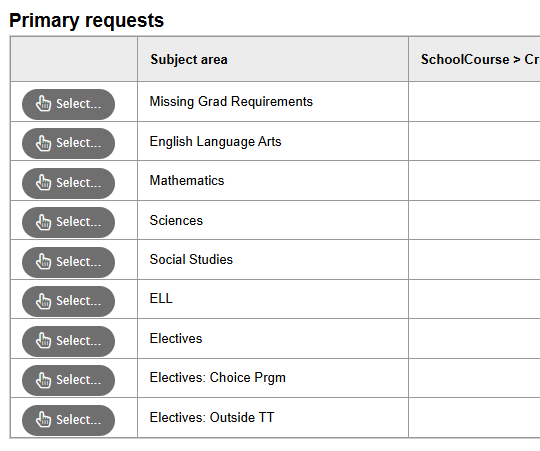 Primary requests
Subject area SchoolCourse > Cr
Select... Missing Grad Requirements
Select... English Language Arts
Select... Mathematics
Select... Sciences
Select... Social Studies
Select... ELL
Select... Electives
Select... Electives: Choice Prgm
Select... Electives: Outside TT